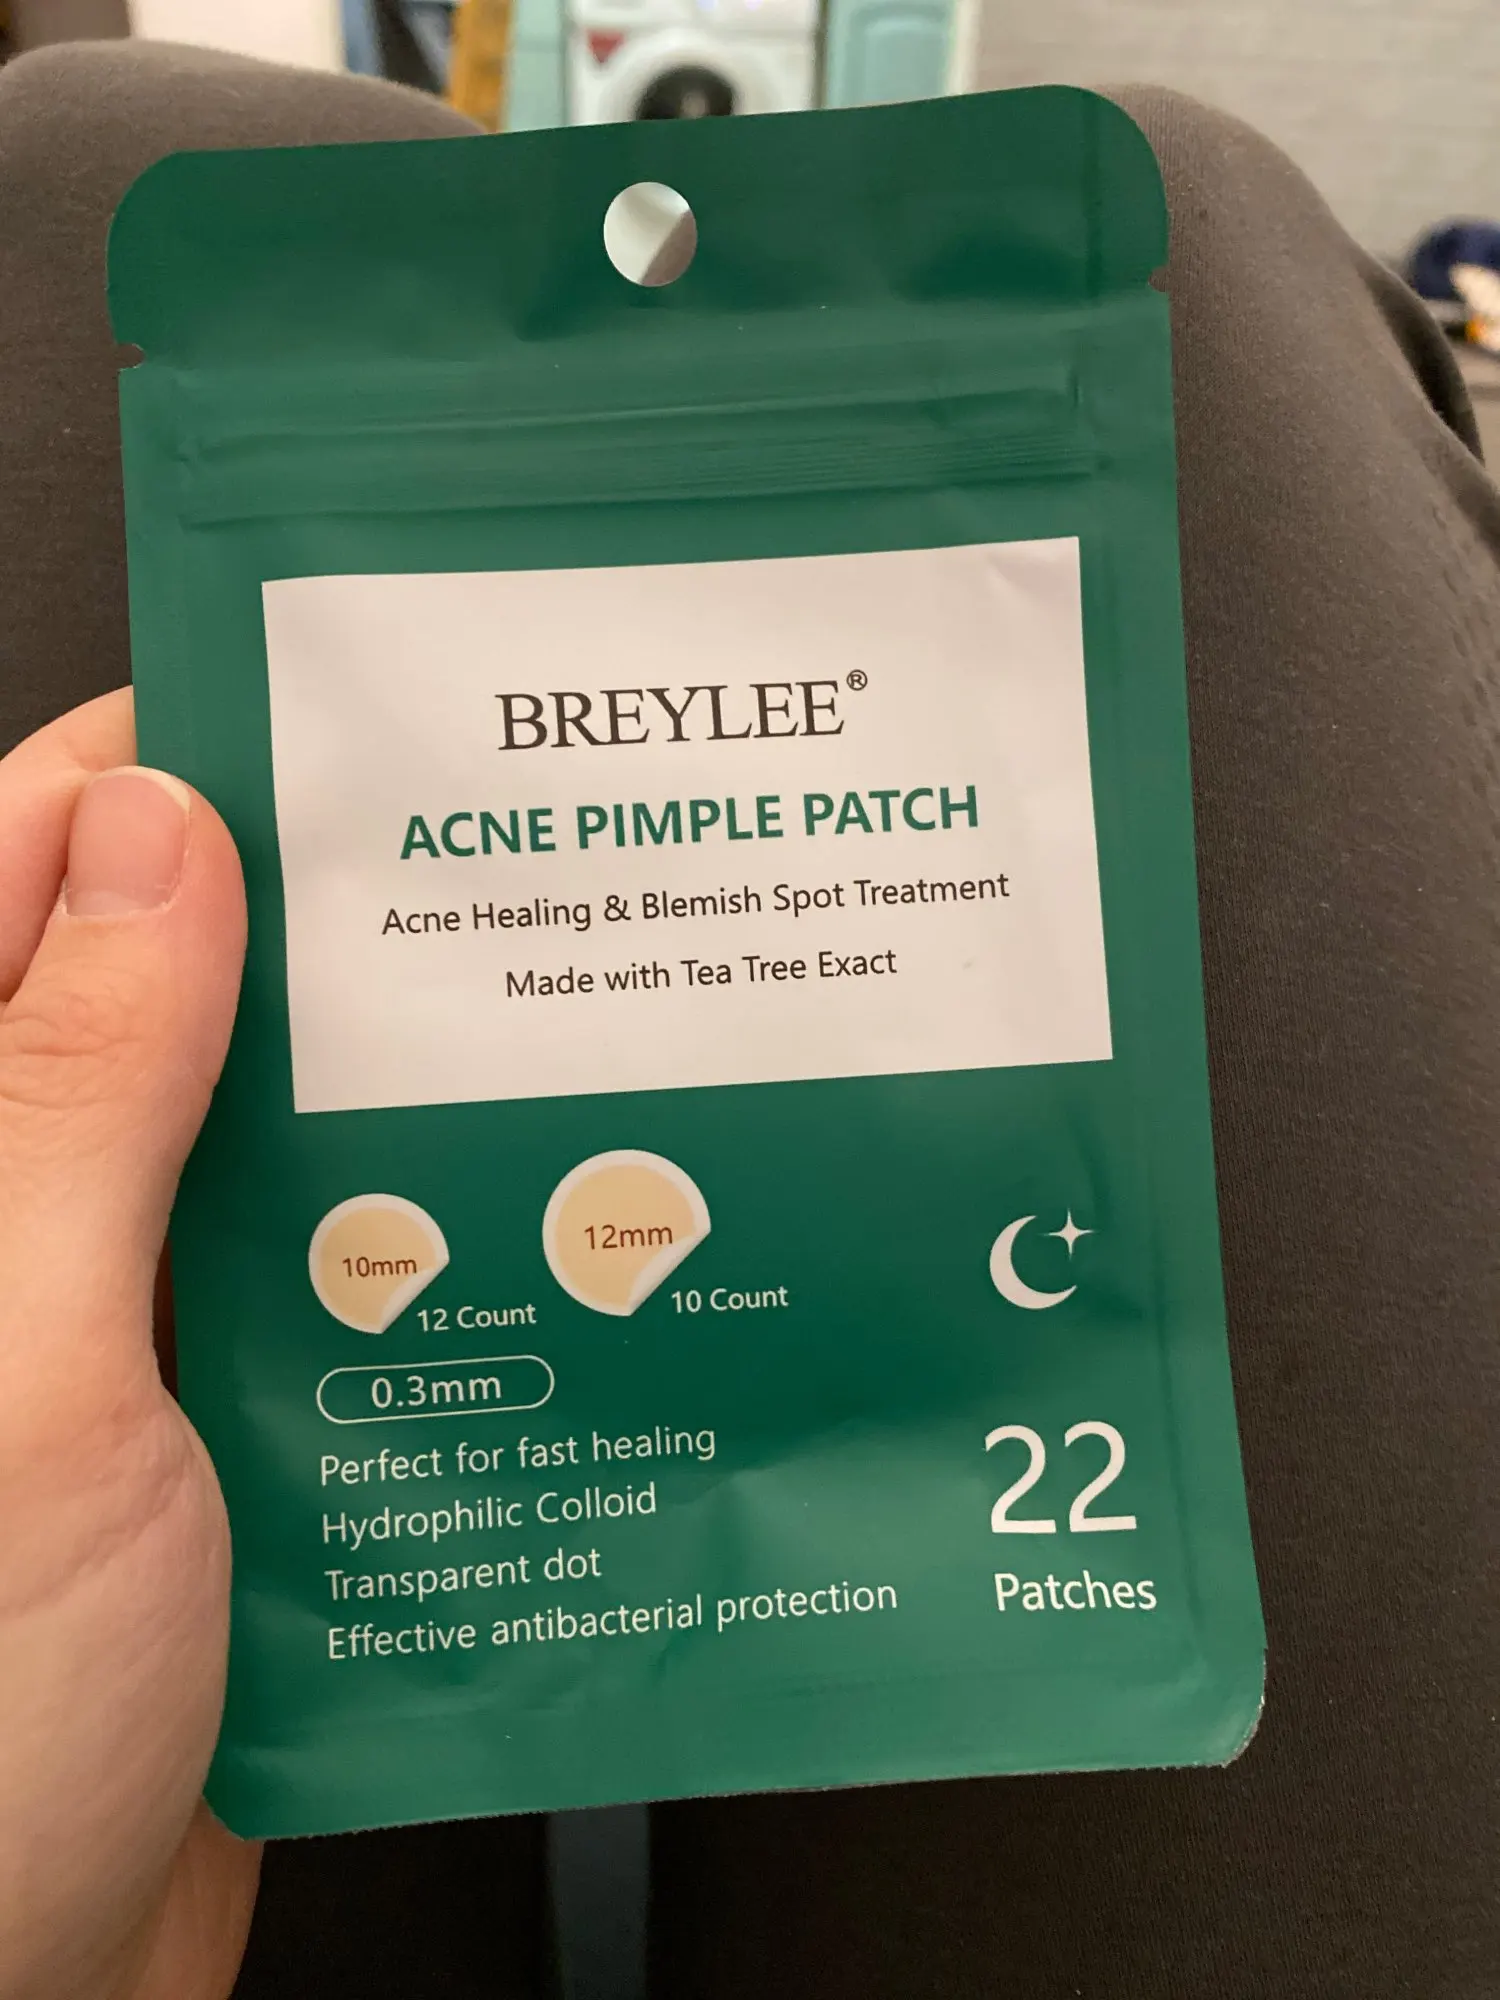 BREYLEE®
ACNE PIMPLE PATCH
Acne Healing & Blemish Spot Treatment
Made with Tea Tree Exact
10mm
12 Count
12mm
10 Count
0.3mm
Perfect for fast healing
Hydrophilic Colloid
Transparent dot
Effective antibacterial protection
22
Patches